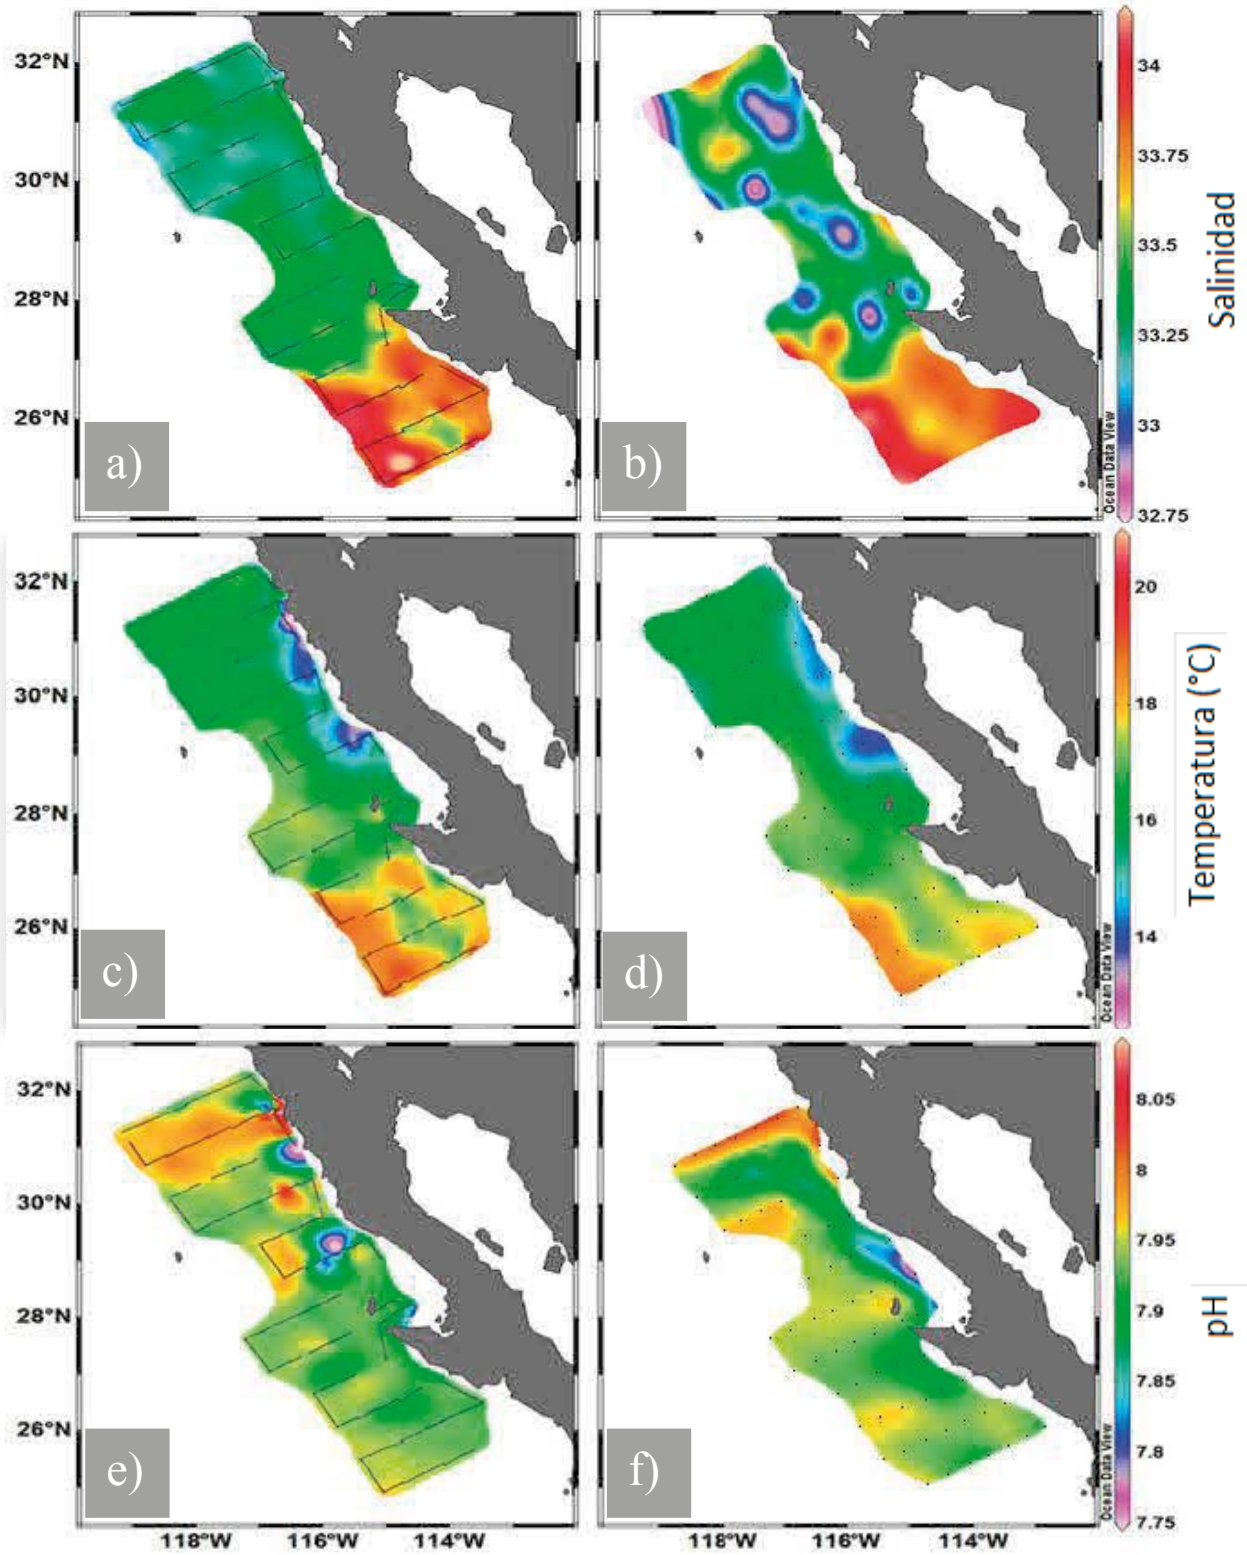 32°N
30°N
28°N
26°N
a)
b)
34
33.75
33.5
33.25
33
32.75
Ocean Data View
Salinidad
32°N
30°N
28°N
26°N
c)
d)
20
18
16
14
Ocean Data View
Temperatura (°C)
32°N
30°N
28°N
26°N
e)
f)
8.05
8
7.95
7.9
7.85
7.8
7.75
Ocean Data View
pH
118°W 116°W 114°W
118°W 116°W 114°W